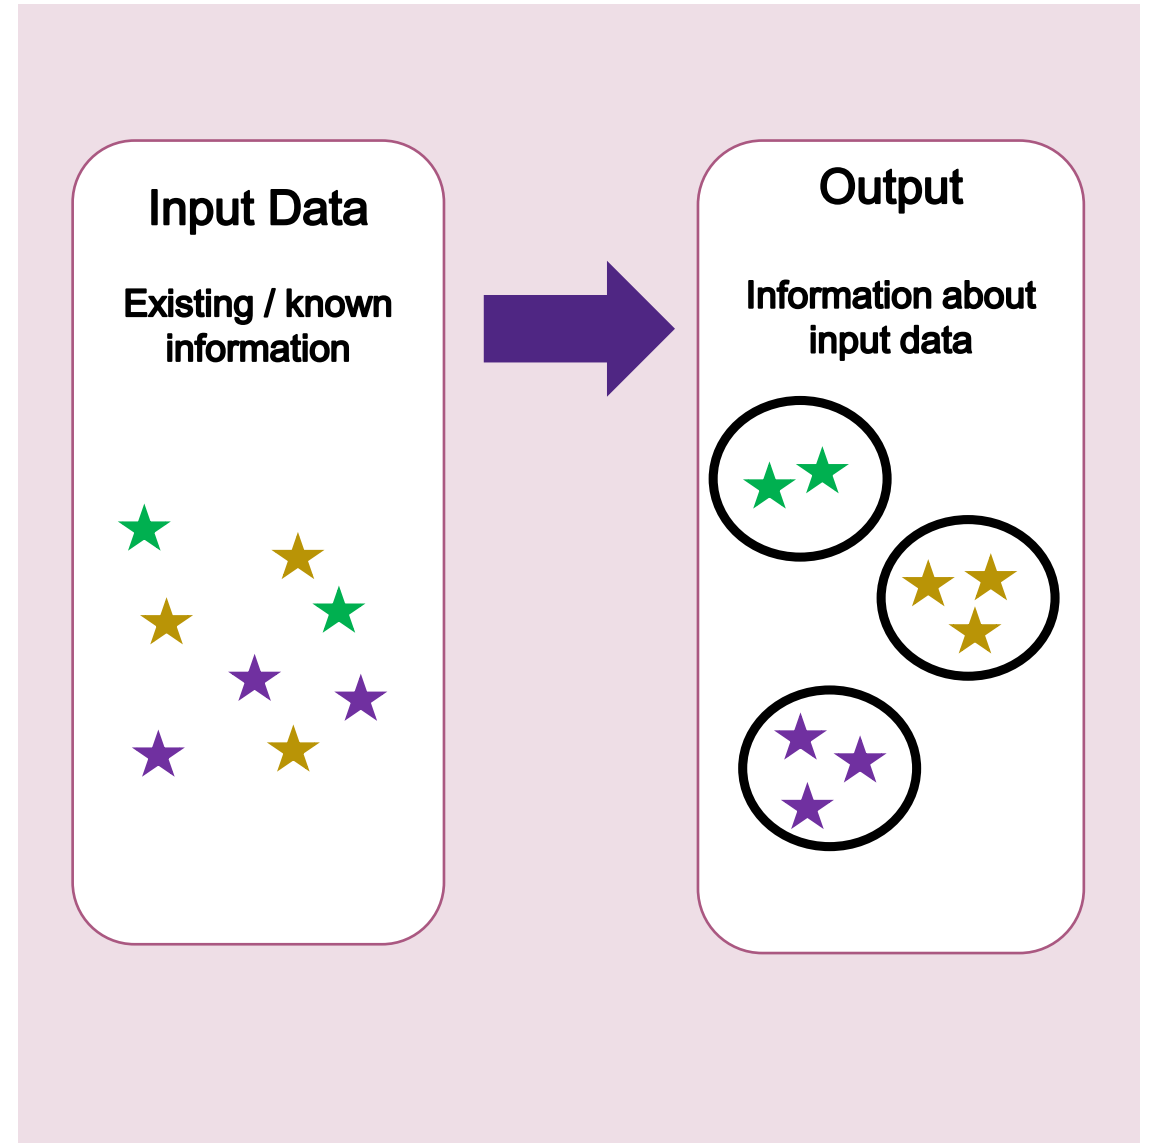 Input Data
Existing / known
information
Output
Information about
input data